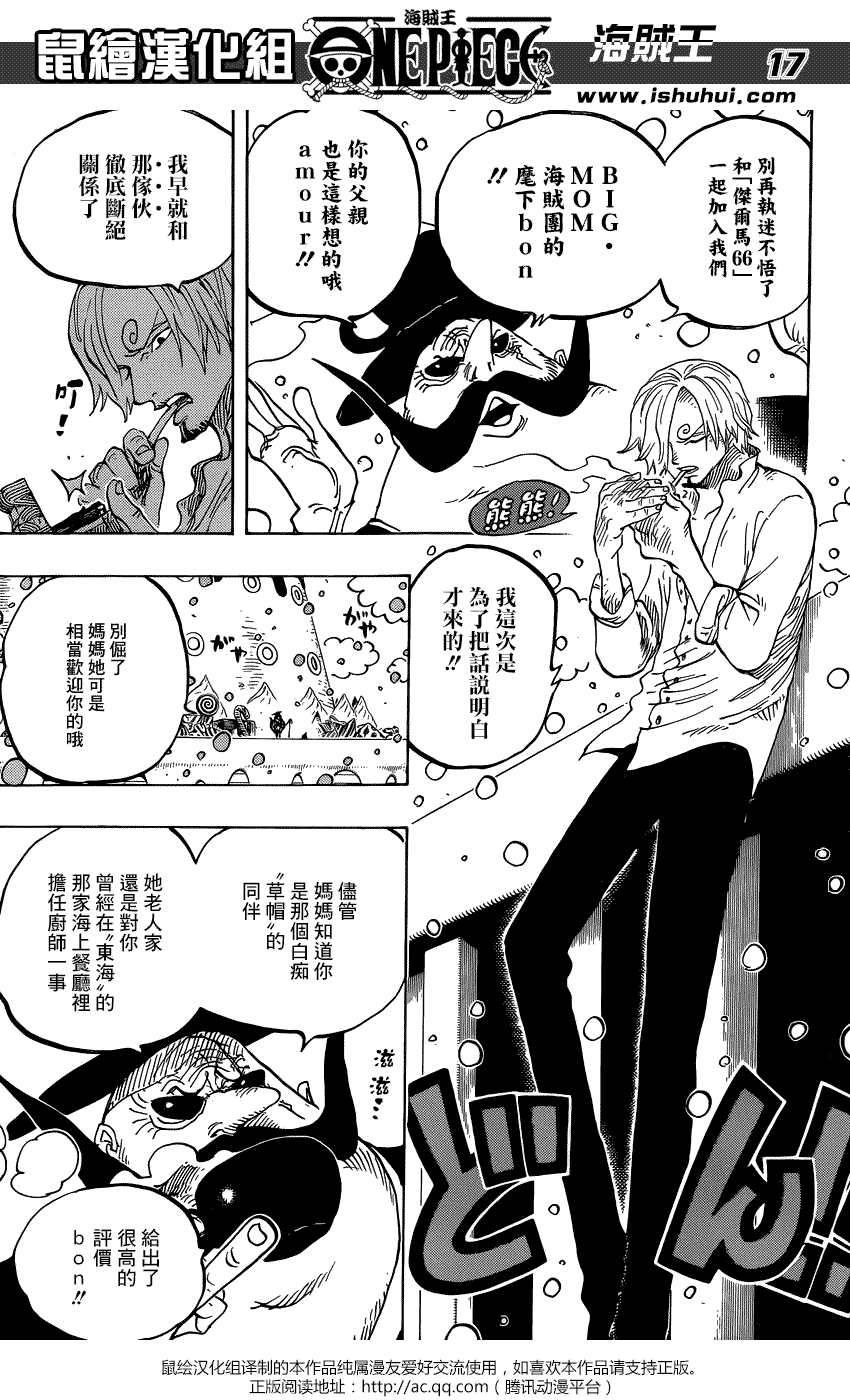 鼠繪漢化組
海賊王
ONE PIECE
海賊王
17
www.ishuhui.com
別再執迷不悟了
和「傑爾馬66」
一起加入我們
BIG・
MOM
海賊團的
麾下bon
!!
你的父親
也是這樣想的哦
amour!!
熊熊!
我早就和
那傢伙
徹底斷絕
關係了
叮!
我這次是
為了把話説明白
才來的!!
どん!!
がや
がや
別倔了
媽媽她可是
相當歡迎你的哦
儘管
媽媽知道你
是那個白痴
〝草帽〞的
同伴
她老人家
還是對你
曾經在〝東海〞的
那家海上餐廳裡
擔任廚師一事
滋滋…
給出了
很高的
評價
bon!!
鼠绘汉化组译制的本作品纯属漫友爱好交流使用，如喜欢本作品请支持正版。
正版阅读地址：http://ac.qq.com（腾讯动漫平台）